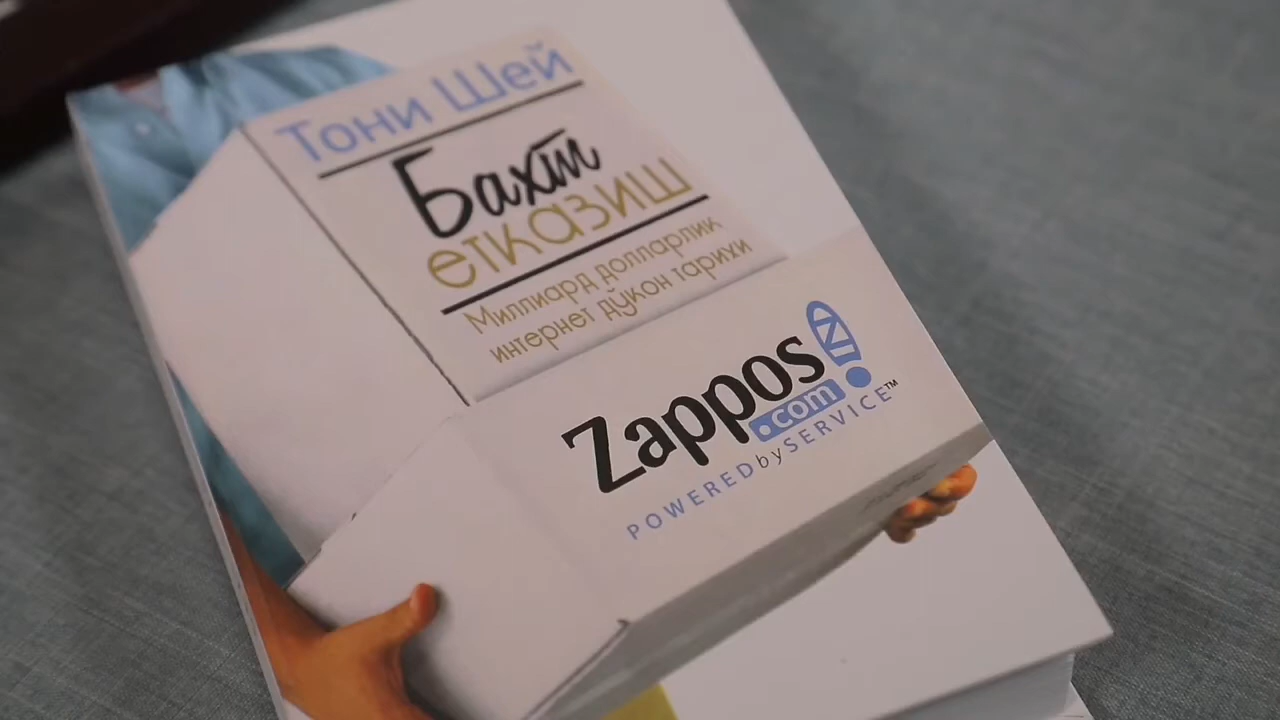 Тони Шей
Бахт
етказиш
Миллиард долларлик
интернет дўкон тарихи
Zappos
.com
POWERED by SERVICE™